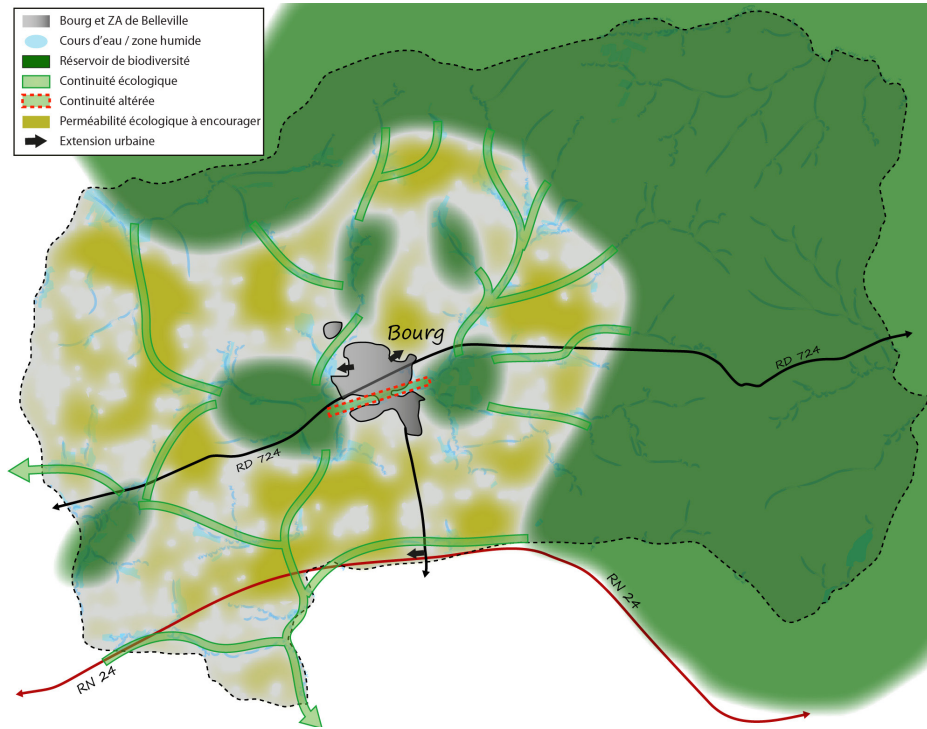 Bourg et ZA de Belleville
Cours d'eau / zone humide
Réservoir de biodiversité
Continuité écologique
Continuité altérée
Perméabilité écologique à encourager
Extension urbaine
Bourg
RD 724
RD 724
RN 24
RN 24